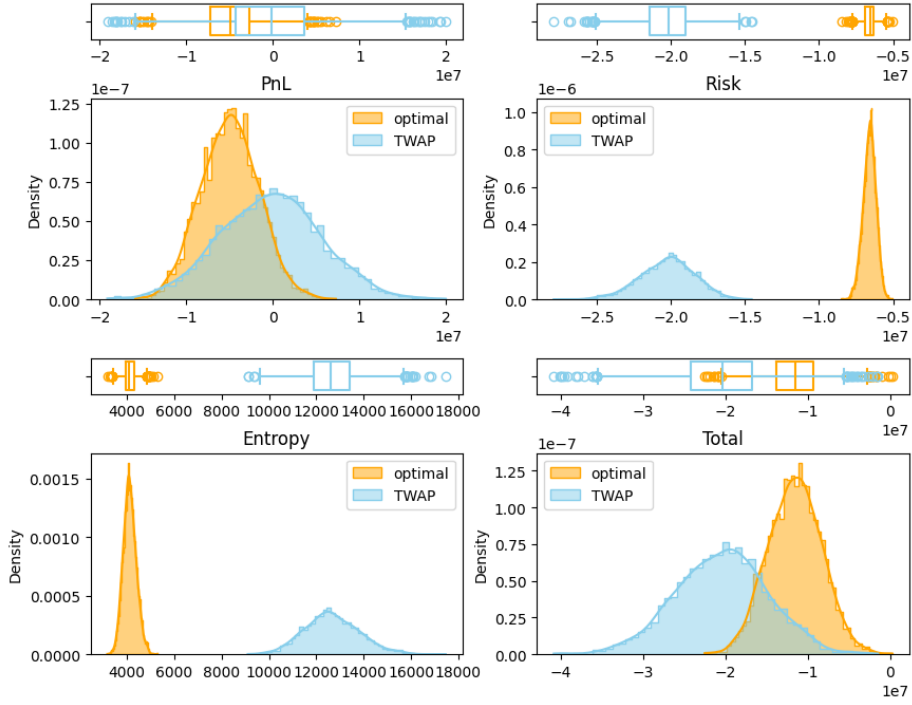 −2 −1 0 1 2
1e7
−2.5 −2.0 −1.5 −1.0 −0.5
1e7
PnL
Risk
1e−7
1e−6
optimal
TWAP
optimal
TWAP
Density
1.25
1.00
0.75
0.50
0.25
0.00
Density
1.0
0.8
0.6
0.4
0.2
0.0
−2 −1 0 1 2
1e7
−2.5 −2.0 −1.5 −1.0 −0.5
1e7
4000 6000 8000 10000 12000 14000 16000 18000
−4 −3 −2 −1 0
1e7
Entropy
Total
1e−7
optimal
TWAP
optimal
TWAP
Density
0.0015
0.0010
0.0005
0.0000
Density
1.25
1.00
0.75
0.50
0.25
0.00
4000 6000 8000 10000 12000 14000 16000 18000
−4 −3 −2 −1 0
1e7